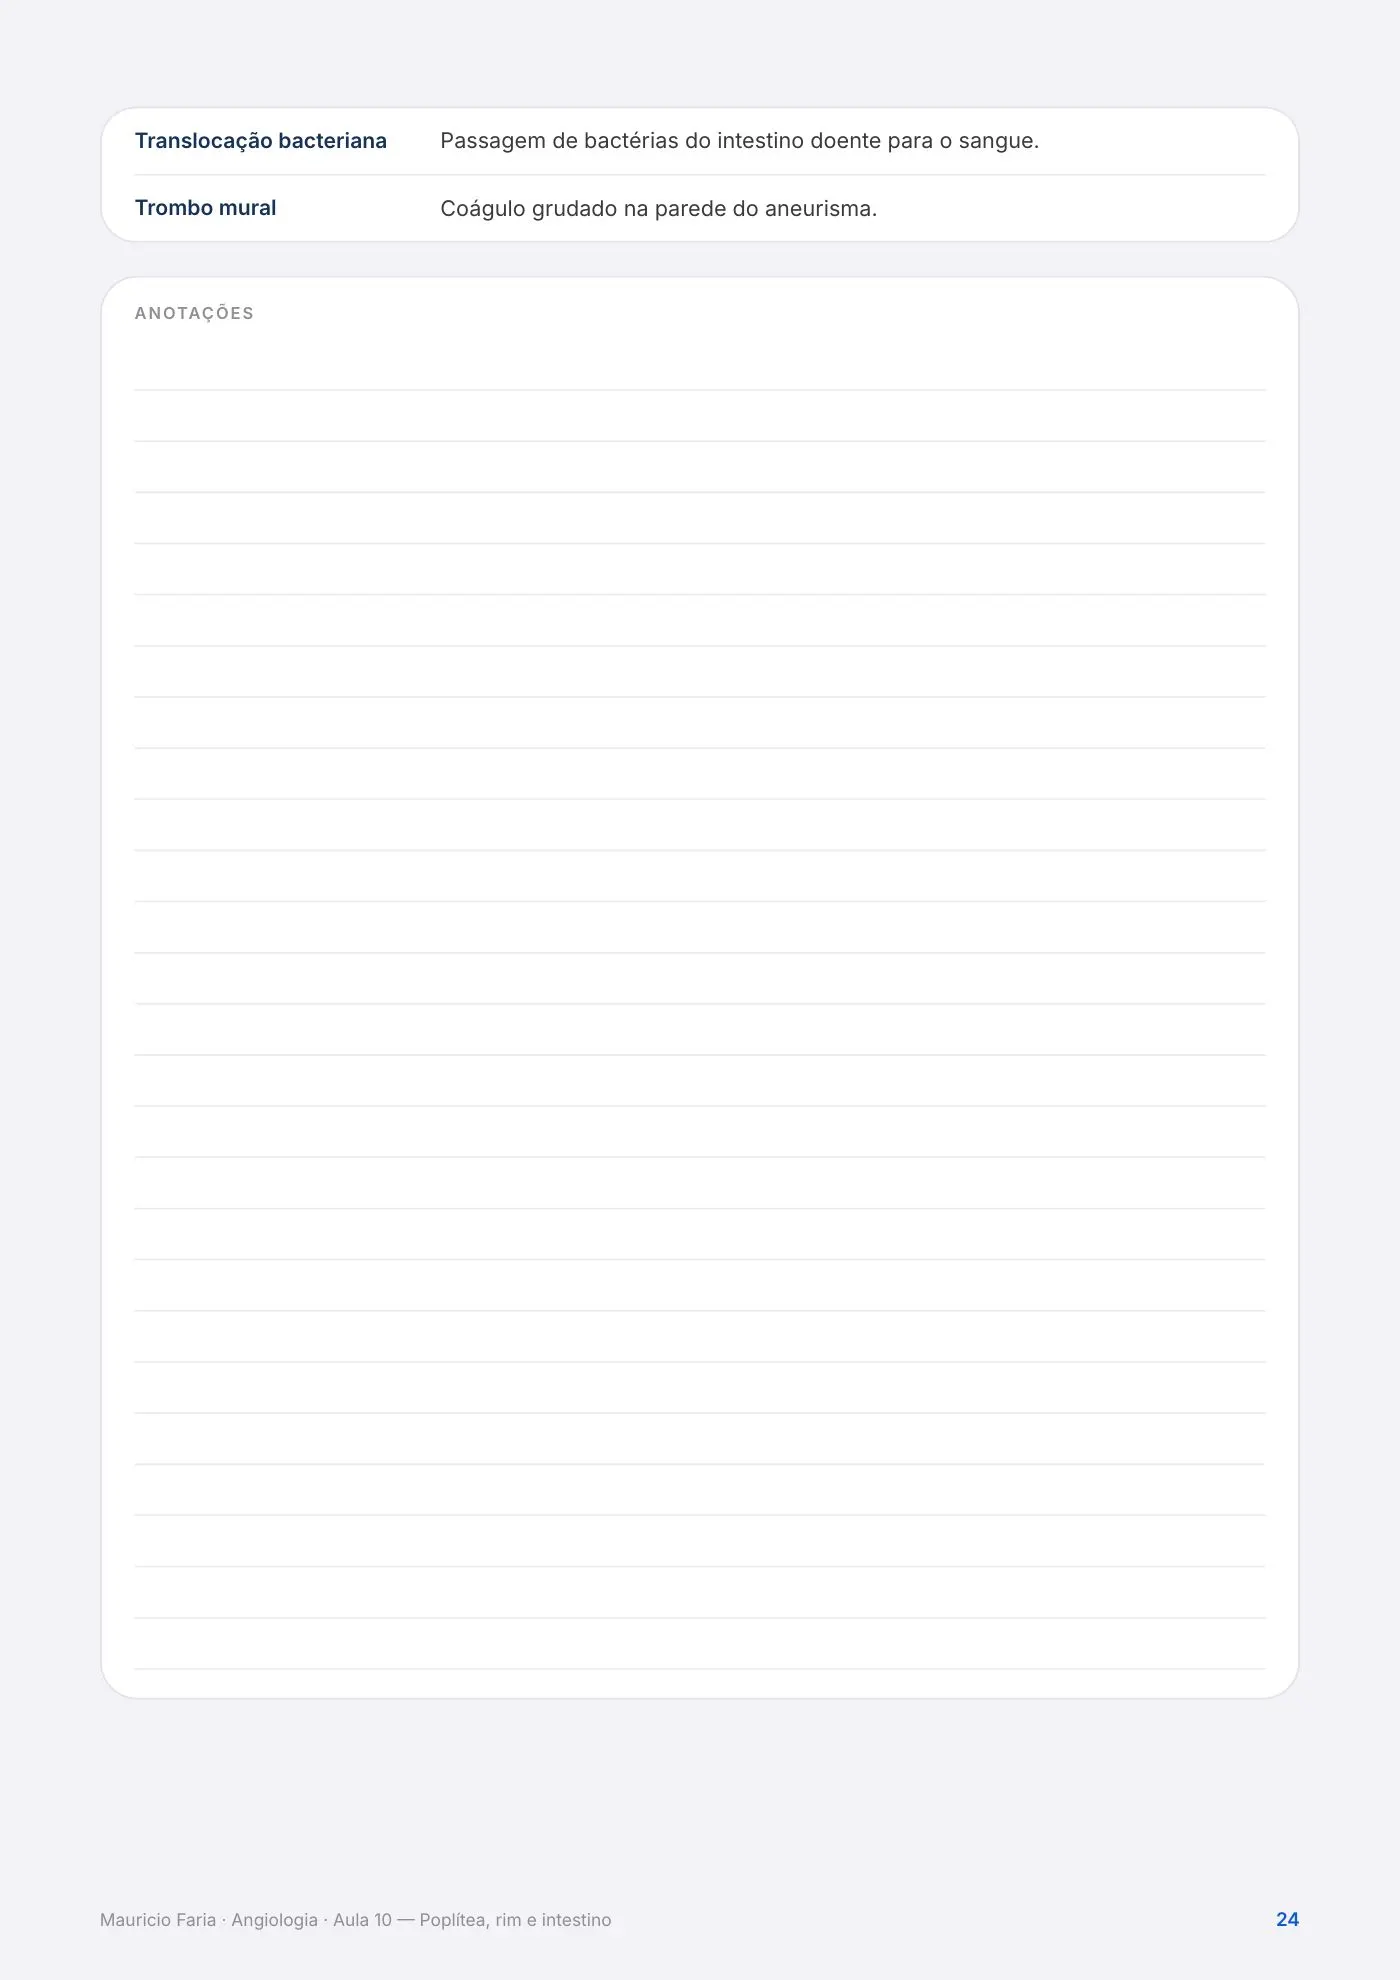 Translocação bacteriana Passagem de bactérias do intestino doente para o sangue.
Trombo mural Coágulo grudado na parede do aneurisma.
ANOTAÇÕES
Mauricio Faria · Angiologia · Aula 10 — Poplítea, rim e intestino 24